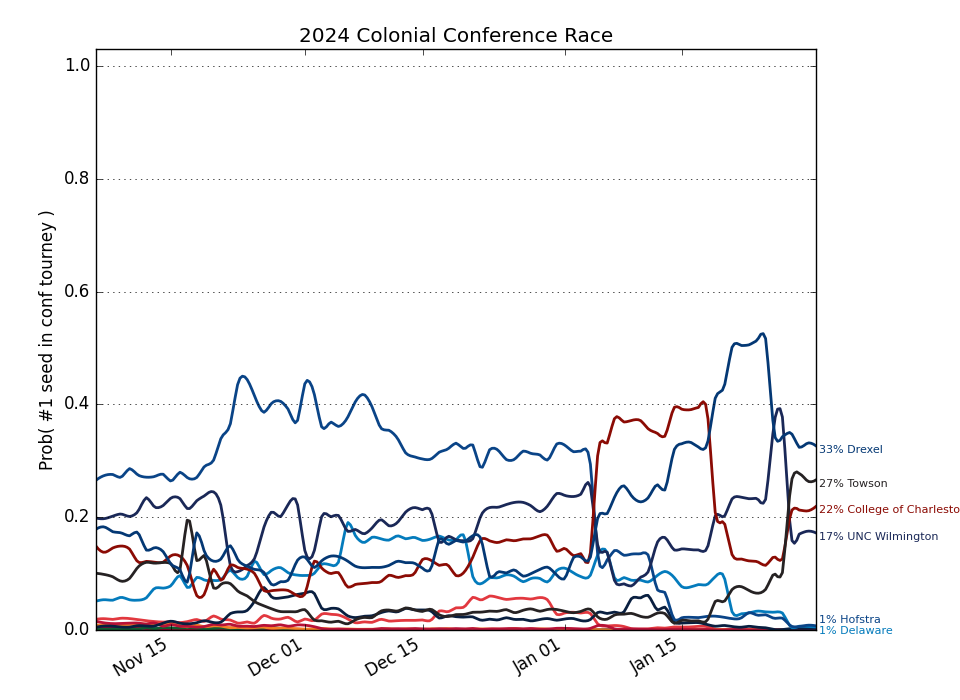 2024 Colonial Conference Race
Prob( #1 seed in conf tourney )
1.0
0.8
0.6
0.4
0.2
0.0
Nov 15
Dec 01
Dec 15
Jan 01
Jan 15
33% Drexel
27% Towson
22% College of Charlesto
17% UNC Wilmington
1% Hofstra
1% Delaware